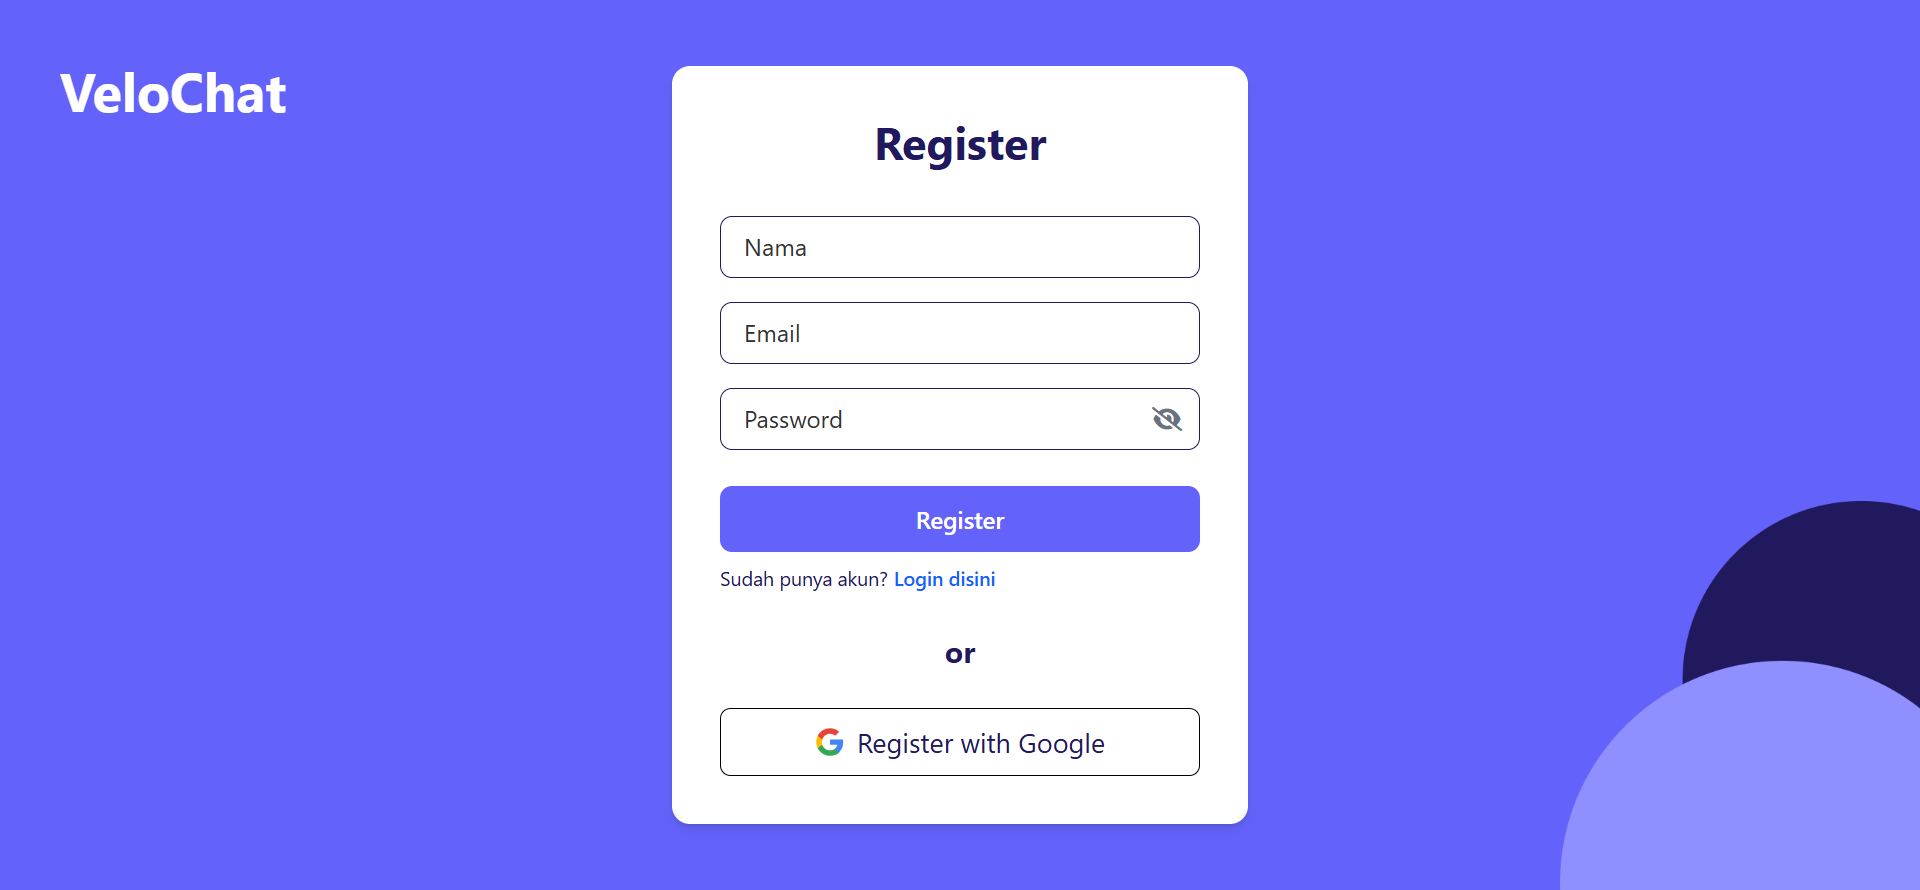 VeloChat
Register
Nama
Email
Password
Register
Sudah punya akun? Login disini
or
Register with Google